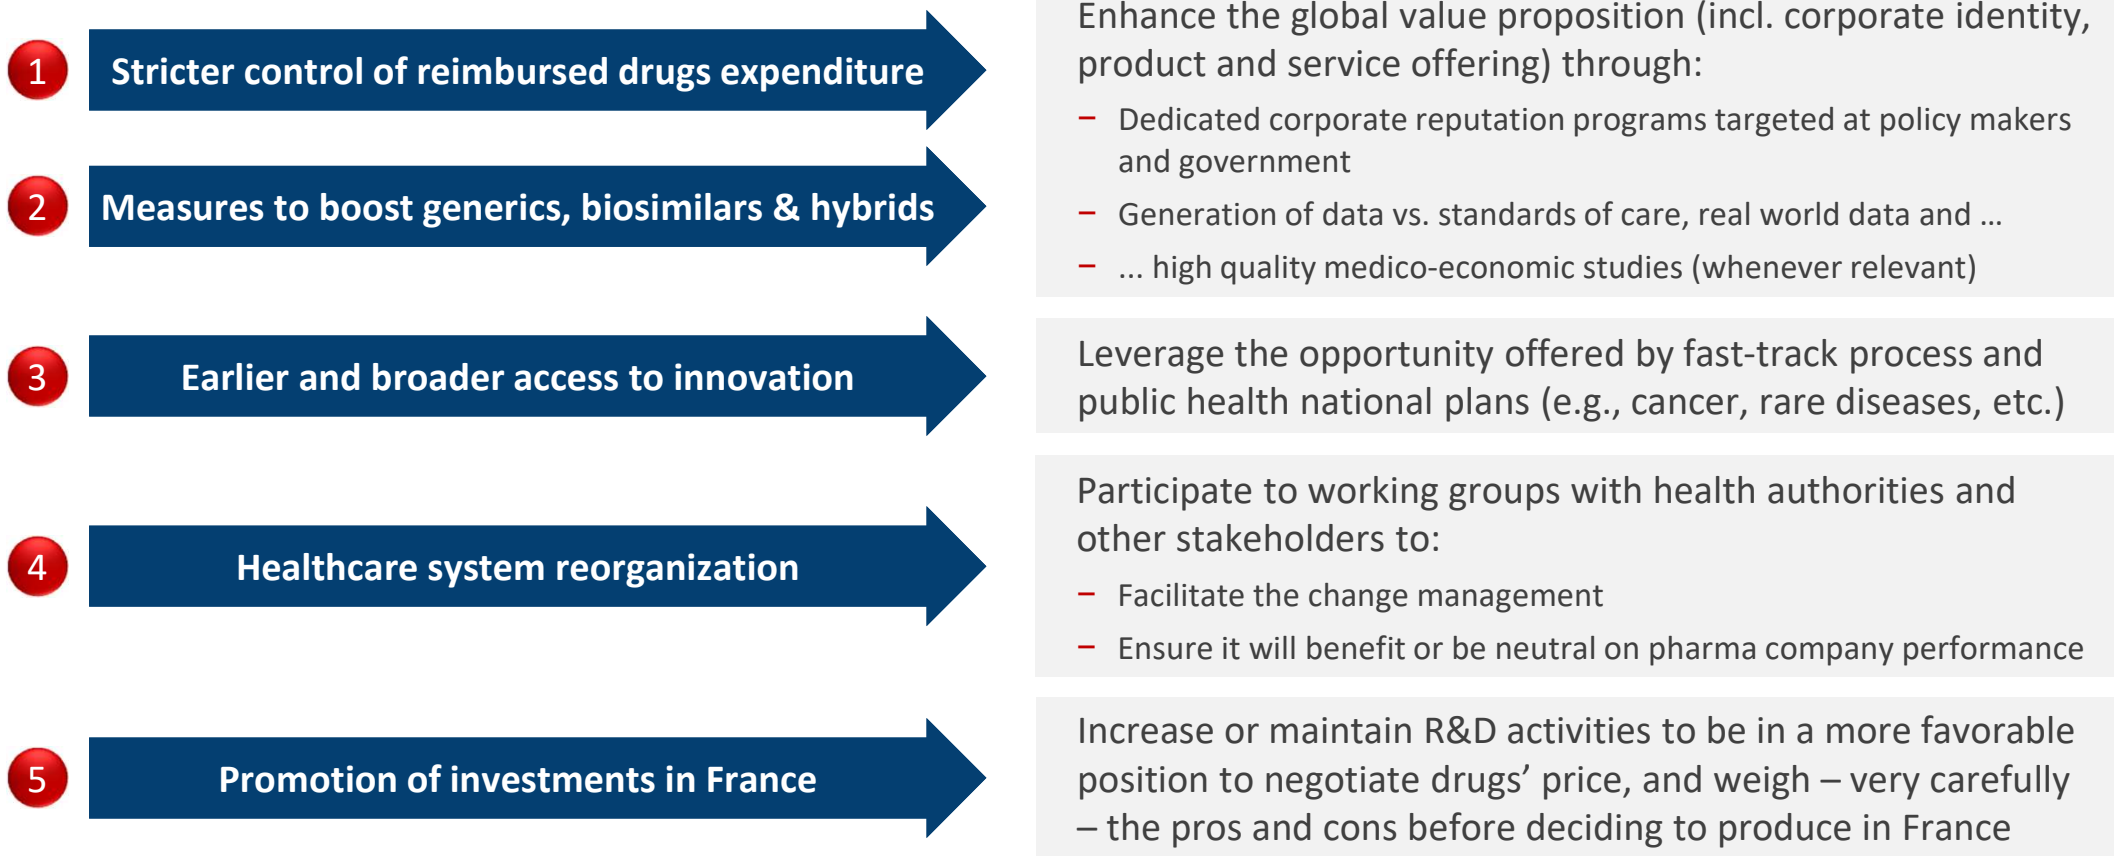 1
Stricter control of reimbursed drugs expenditure
2
Measures to boost generics, biosimilars & hybrids
Enhance the global value proposition (incl. corporate identity,
product and service offering) through:
– Dedicated corporate reputation programs targeted at policy makers
and government
– Generation of data vs. standards of care, real world data and ...
– ... high quality medico-economic studies (whenever relevant)
3
Earlier and broader access to innovation
Leverage the opportunity offered by fast-track process and
public health national plans (e.g., cancer, rare diseases, etc.)
4
Healthcare system reorganization
Participate to working groups with health authorities and
other stakeholders to:
– Facilitate the change management
– Ensure it will benefit or be neutral on pharma company performance
5
Promotion of investments in France
Increase or maintain R&D activities to be in a more favorable
position to negotiate drugs’ price, and weigh – very carefully
– the pros and cons before deciding to produce in France